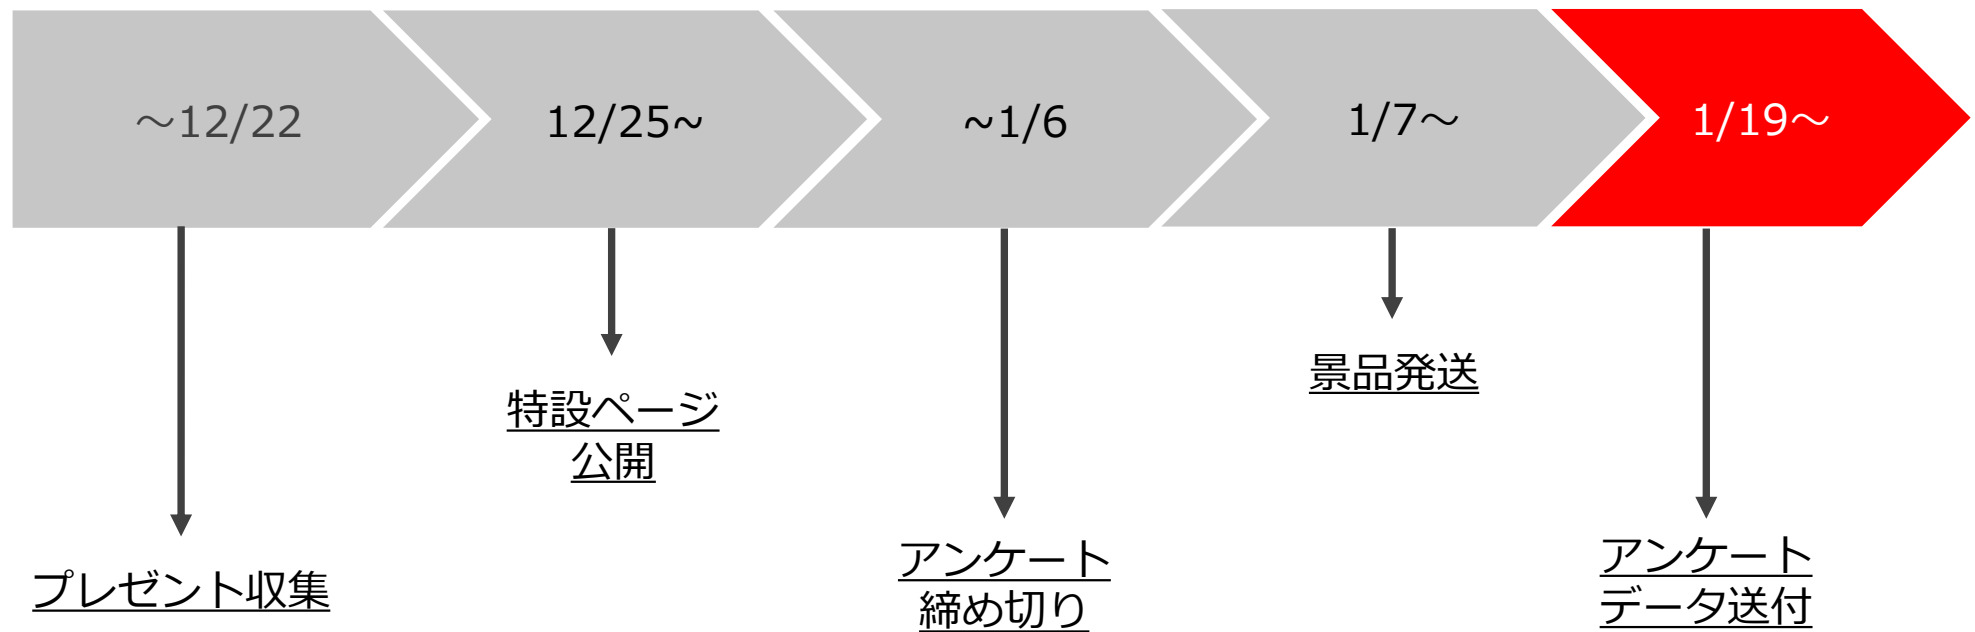 ～12/22
12/25~
~1/6
1/7～
1/19～
プレゼント収集
特設ページ
公開
アンケート
締め切り
景品発送
アンケート
データ送付